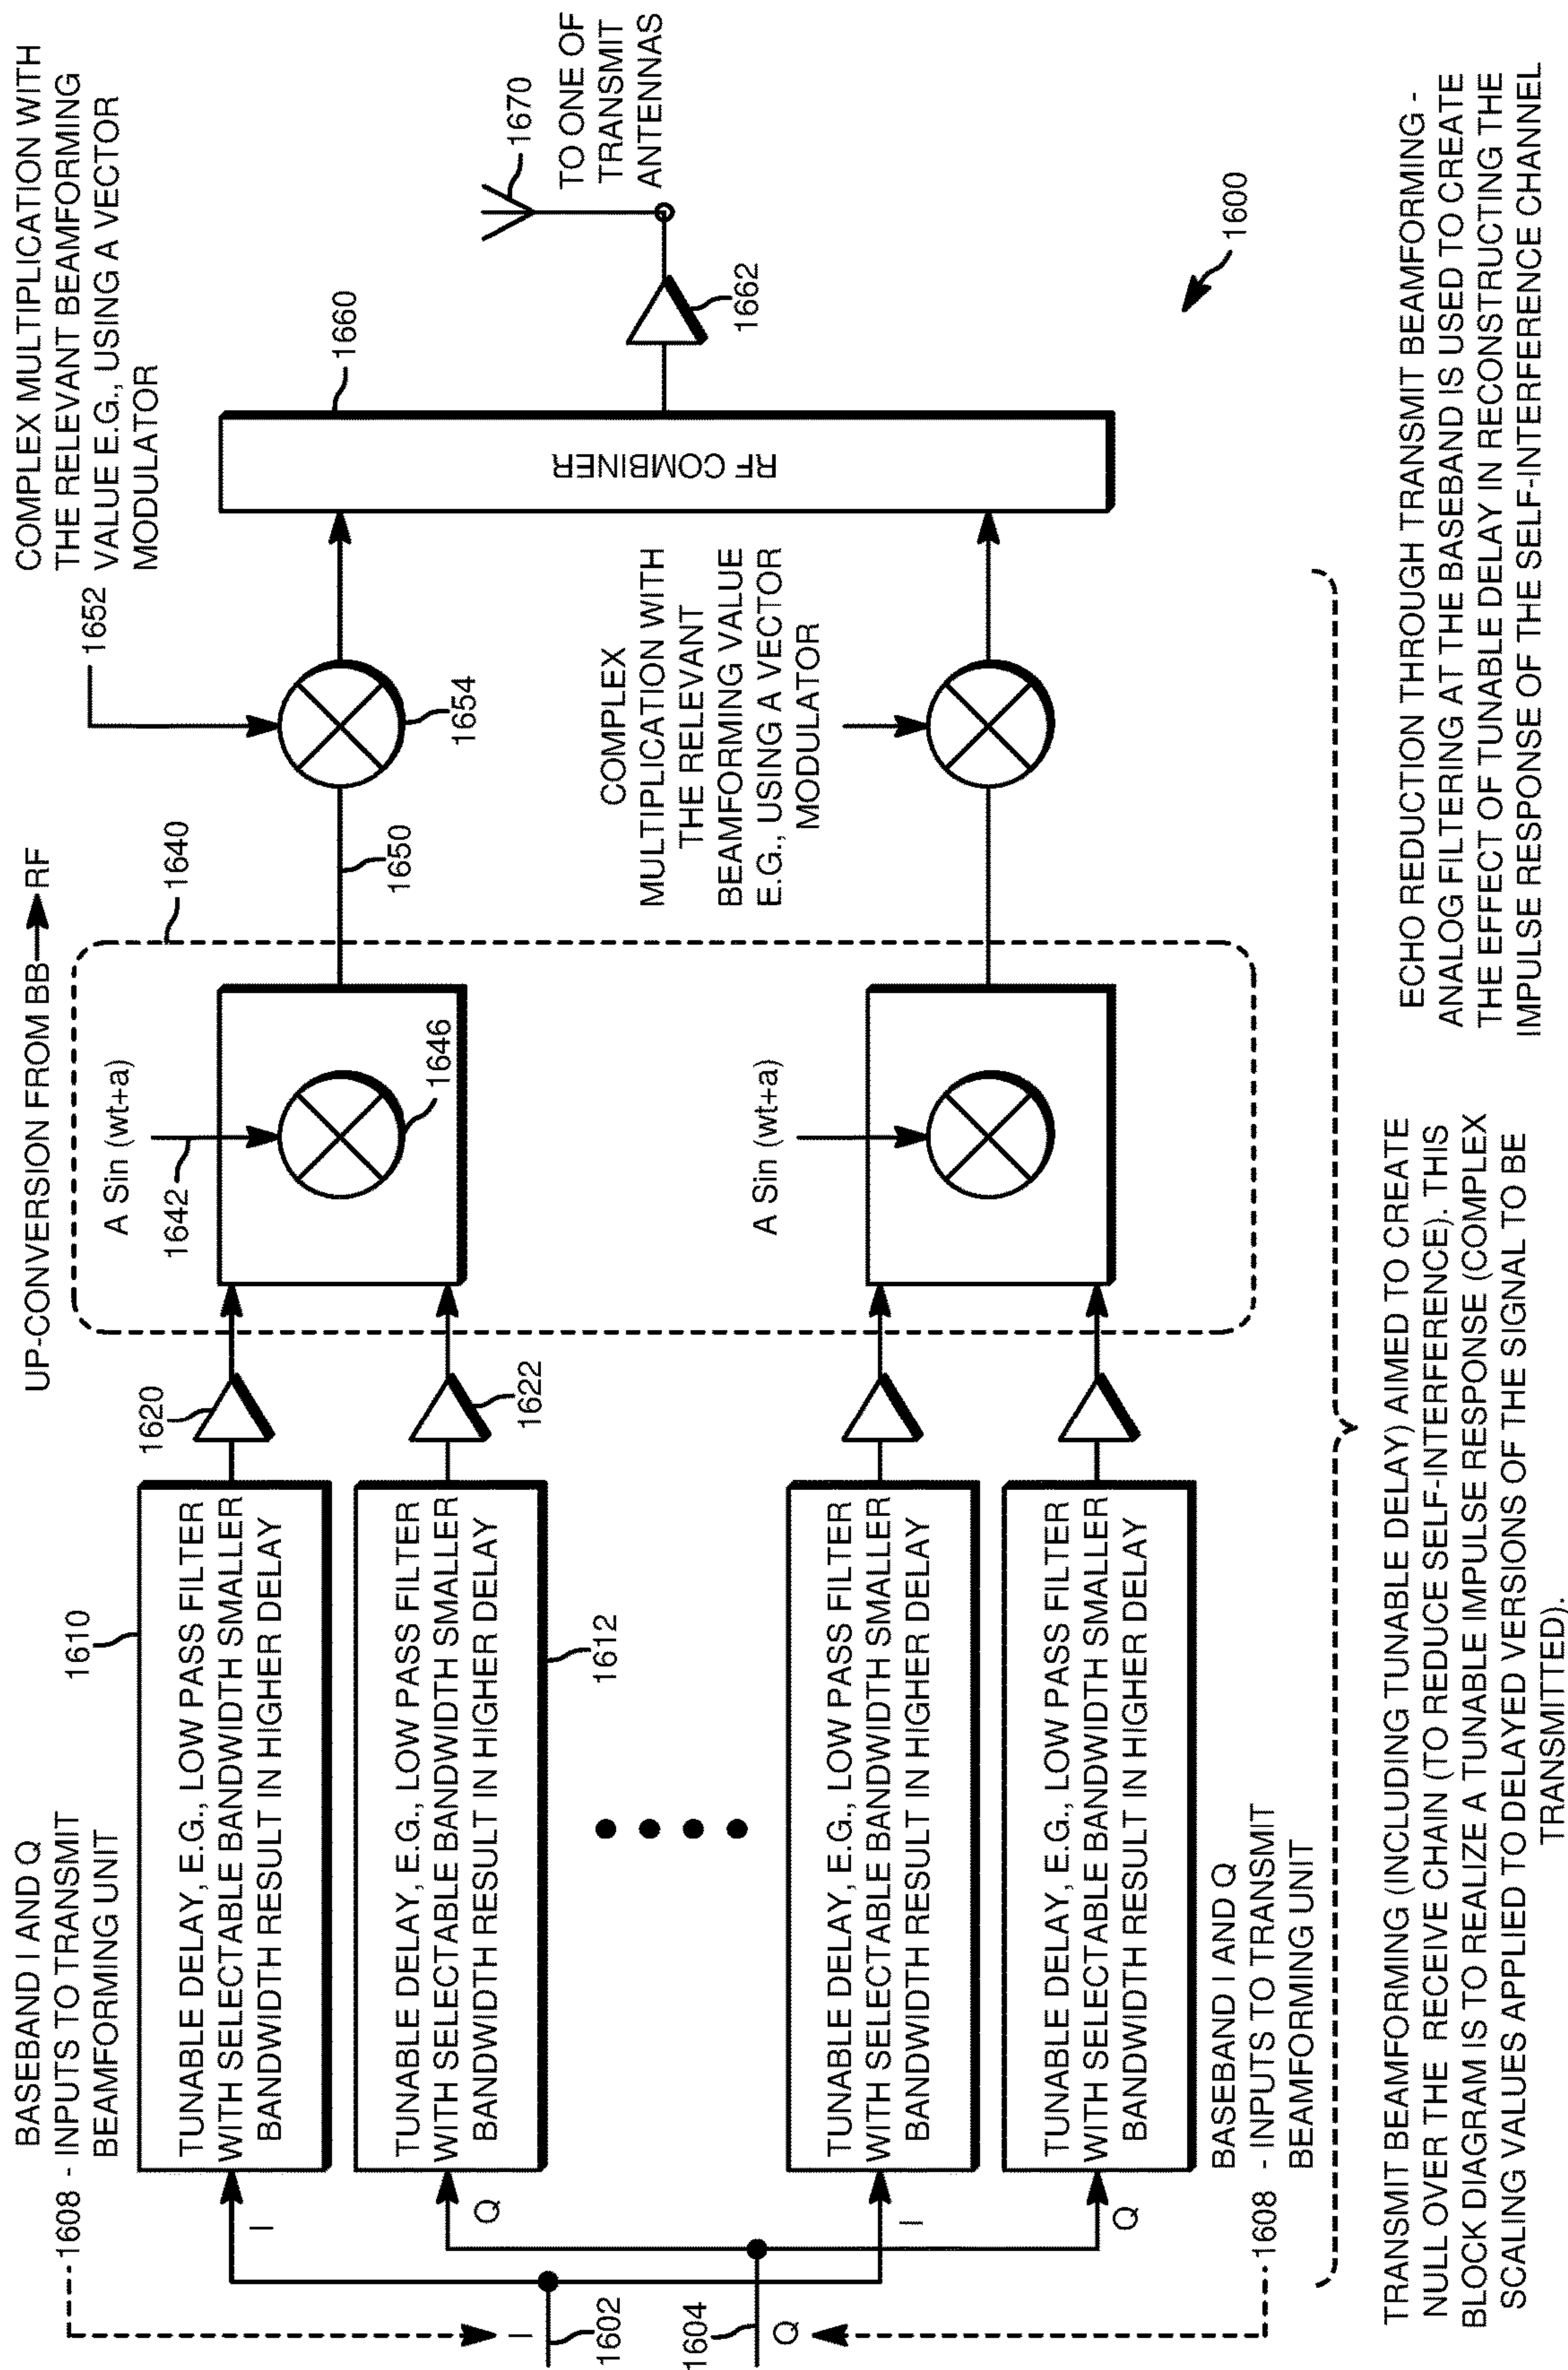 BASEBAND I AND Q
1608 - INPUTS TO TRANSMIT
BEAMFORMING UNIT
UP-CONVERSION FROM BB → RF
COMPLEX MULTIPLICATION WITH
THE RELEVANT BEAMFORMING
VALUE E.G., USING A VECTOR
MODULATOR
1652
1610
TUNABLE DELAY, E.G., LOW PASS FILTER
WITH SELECTABLE BANDWIDTH SMALLER
BANDWIDTH RESULT IN HIGHER DELAY
1620
A Sin (wt+a)
1642
1646
1640
1650
1654
1660
RF COMBINER
1662
1670
TO ONE OF
TRANSMIT
ANTENNAS
I
Q
TUNABLE DELAY, E.G., LOW PASS FILTER
WITH SELECTABLE BANDWIDTH SMALLER
BANDWIDTH RESULT IN HIGHER DELAY
1612
1622
I
1602
1604
Q
COMPLEX
MULTIPLICATION WITH
THE RELEVANT
BEAMFORMING VALUE
E.G., USING A VECTOR
MODULATOR
A Sin (wt+a)
I
TUNABLE DELAY, E.G., LOW PASS FILTER
WITH SELECTABLE BANDWIDTH SMALLER
BANDWIDTH RESULT IN HIGHER DELAY
Q
TUNABLE DELAY, E.G., LOW PASS FILTER
WITH SELECTABLE BANDWIDTH SMALLER
BANDWIDTH RESULT IN HIGHER DELAY
BASEBAND I AND Q
1608 - INPUTS TO TRANSMIT
BEAMFORMING UNIT
1600
TRANSMIT BEAMFORMING (INCLUDING TUNABLE DELAY) AIMED TO CREATE
NULL OVER THE RECEIVE CHAIN (TO REDUCE SELF-INTERFERENCE). THIS
BLOCK DIAGRAM IS TO REALIZE A TUNABLE IMPULSE RESPONSE (COMPLEX
SCALING VALUES APPLIED TO DELAYED VERSIONS OF THE SIGNAL TO BE
TRANSMITTED).
ECHO REDUCTION THROUGH TRANSMIT BEAMFORMING -
ANALOG FILTERING AT THE BASEBAND IS USED TO CREATE
THE EFFECT OF TUNABLE DELAY IN RECONSTRUCTING THE
IMPULSE RESPONSE OF THE SELF-INTERFERENCE CHANNEL